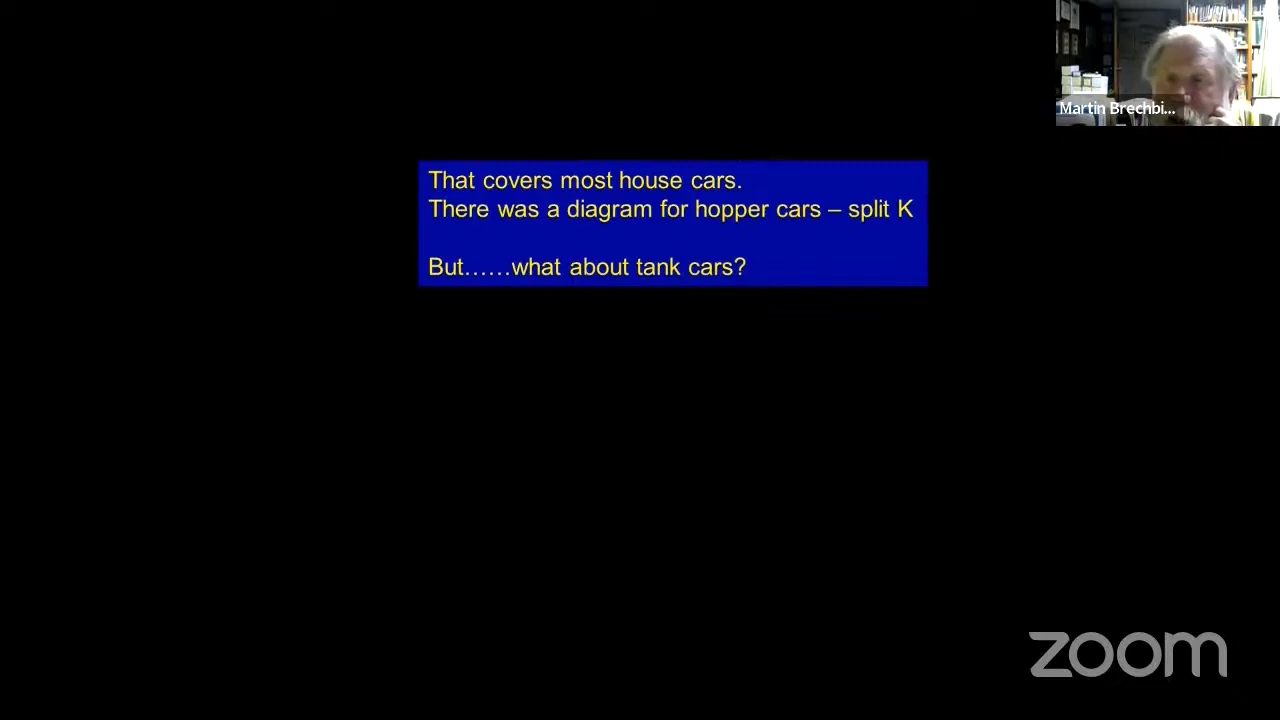 Martin Brechbi...
That covers most house cars.
There was a diagram for hopper cars – split K
But……what about tank cars?
zoom